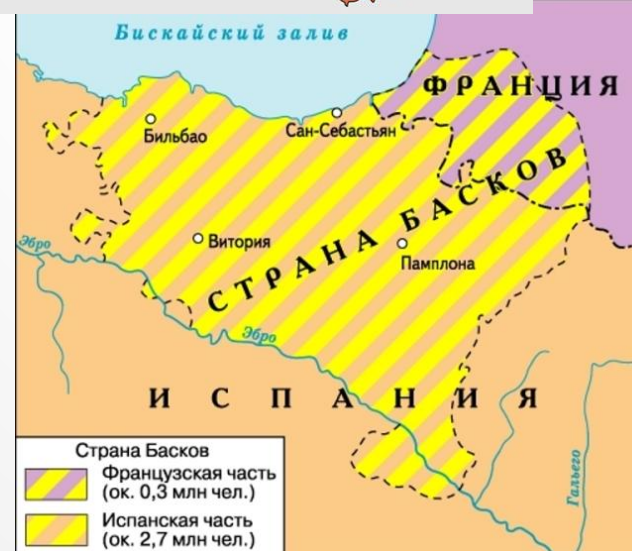 Бискайский залив
ФРАНЦИЯ
Бильбао
Сан-Себастьян
СТРАНА БАСКОВ
Эбро
Витория
Памплона
Эбро
ИСПАНИЯ
Гальего
Страна Басков
Французская часть
(ок. 0,3 млн чел.)
Испанская часть
(ок. 2,7 млн чел.)